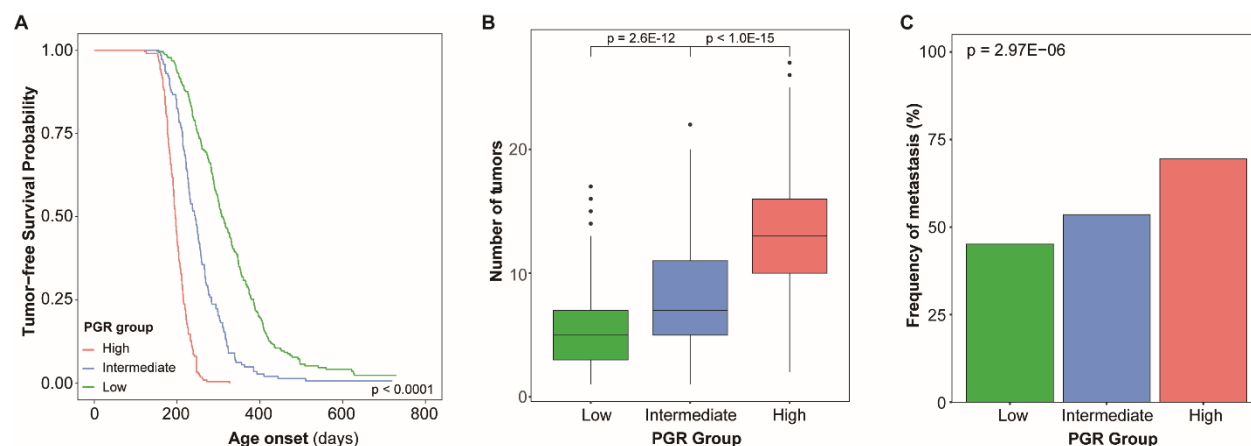 A
Tumor-free Survival Probability
1.00
0.75
0.50
0.25
0.00
PGR group
High
Intermediate
Low
p < 0.0001
0 200 400 600 800
Age onset (days)
B
p = 2.6E-12 p < 1.0E-15
Number of tumors
20
10
0
Low Intermediate High
PGR Group
C
p = 2.97E−06
Frequency of metastasis (%)
100
75
50
25
0
Low Intermediate High
PGR Group